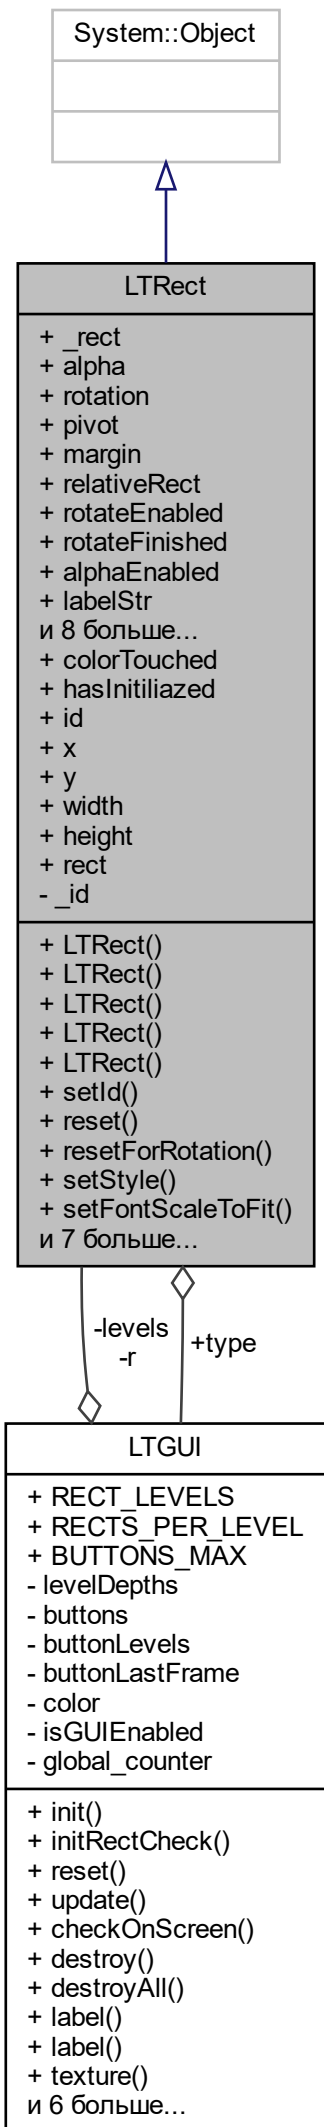 System::Object
LTRect
+ _rect
+ alpha
+ rotation
+ pivot
+ margin
+ relativeRect
+ rotateEnabled
+ rotateFinished
+ alphaEnabled
+ labelStr
и 8 больше...
+ colorTouched
+ hasInitiliazed
+ id
+ x
+ y
+ width
+ height
+ rect
- _id
+ LTRect()
+ LTRect()
+ LTRect()
+ LTRect()
+ LTRect()
+ setId()
+ reset()
+ resetForRotation()
+ setStyle()
+ setFontScaleToFit()
и 7 больше...
-levels
-r
+type
LTGUI
+ RECT_LEVELS
+ RECTS_PER_LEVEL
+ BUTTONS_MAX
- levelDepths
- buttons
- buttonLevels
- buttonLastFrame
- color
- isGUIEnabled
- global_counter
+ init()
+ initRectCheck()
+ reset()
+ update()
+ checkOnScreen()
+ destroy()
+ destroyAll()
+ label()
+ label()
+ texture()
и 6 больше...